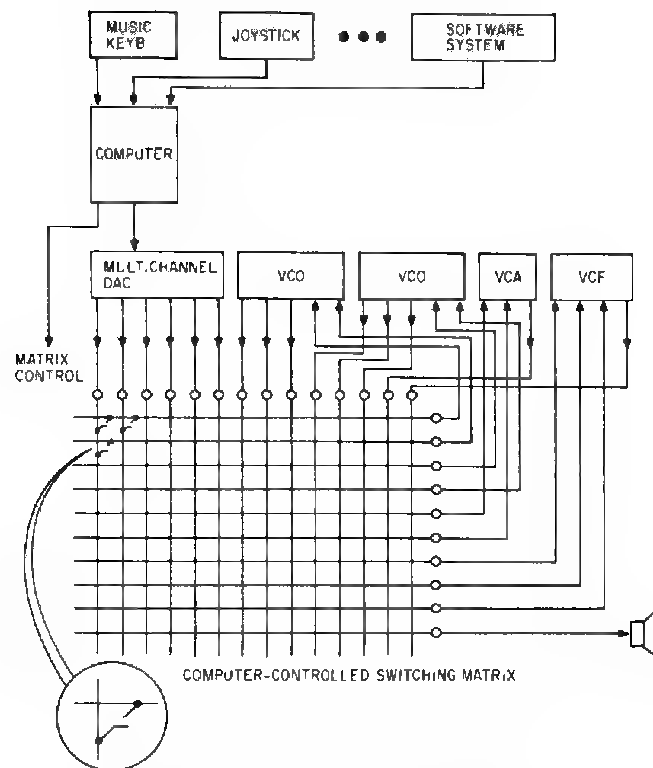 MUSIC
KEYB
JOYSTICK
SOFTWARE
SYSTEM
COMPUTER
MULT.CHANNEL
DAC
VCO
VCO
VCA
VCF
MATRIX
CONTROL
COMPUTER-CONTROLLED SWITCHING MATRIX